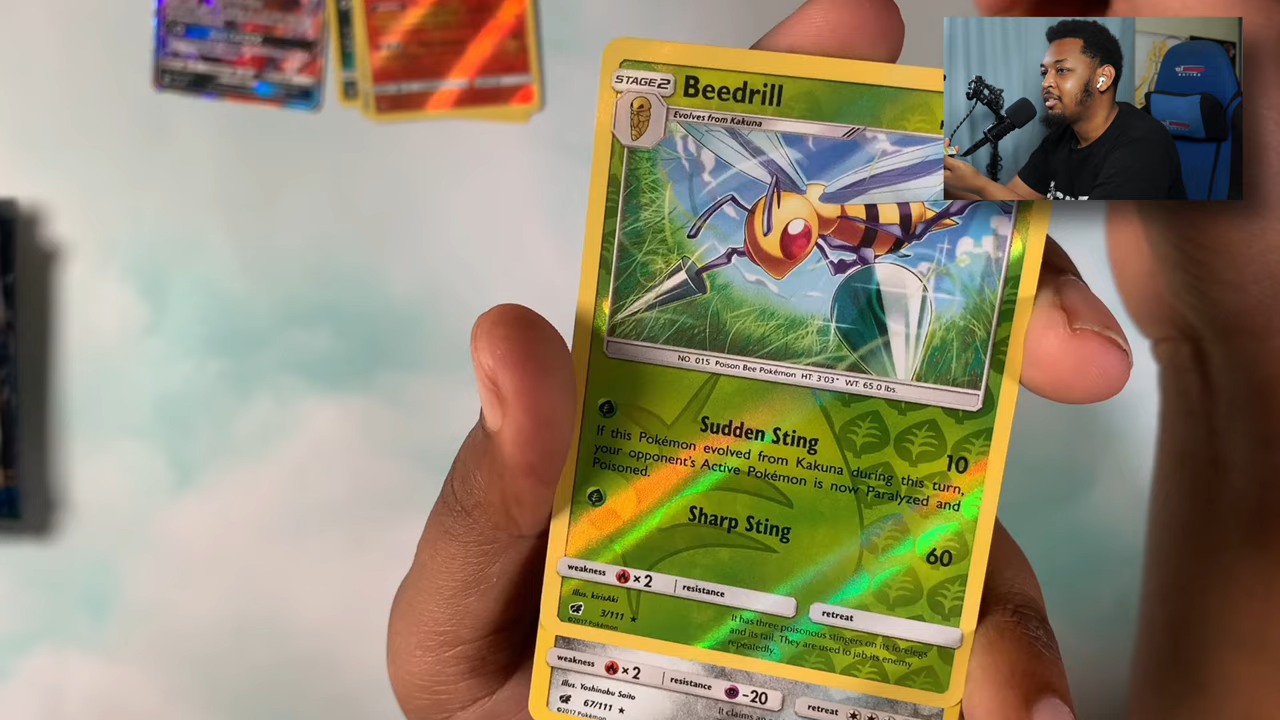 STAGE2
Beedrill
Evolves from Kakuna
NO. 015 Poison Bee Pokémon HT: 3'03" WT: 65.0 lbs.
Sudden Sting
10
If this Pokémon evolved from Kakuna during this turn,
your opponent's Active Pokémon is now Paralyzed and
Poisoned.
Sharp Sting
60
weakness ×2 resistance
retreat
Illus. kirisAki
3/111 ★
©2017 Pokémon
It has three poisonous stingers on its forelegs
and its tail. They are used to jab its enemy
repeatedly.
weakness ×2 resistance -20
retreat
Illus. Yoshinobu Saito
67/111 ★
©2017 Pokémon
It claims an